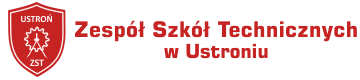 USTROŃ
ZST
Zespół Szkół Technicznych
w Ustroniu